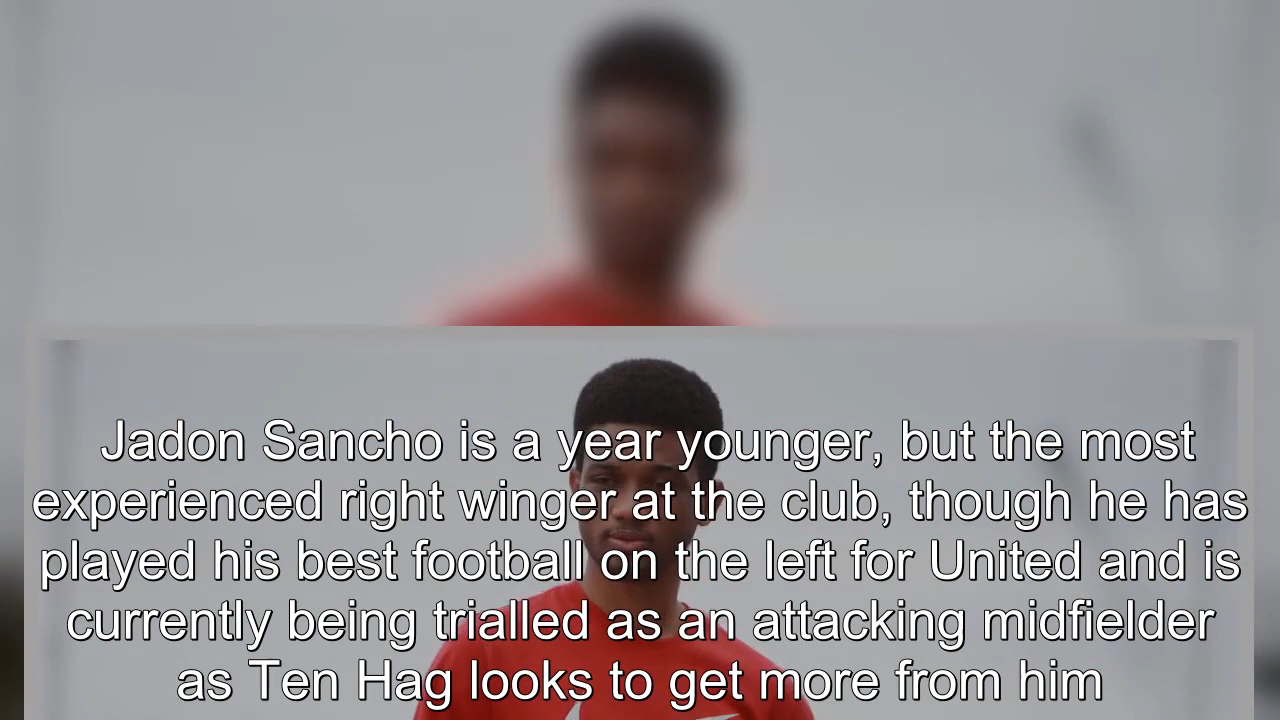 Jadon Sancho is a year younger, but the most
experienced right winger at the club, though he has
played his best football on the left for United and is
currently being trialled as an attacking midfielder
as Ten Hag looks to get more from him